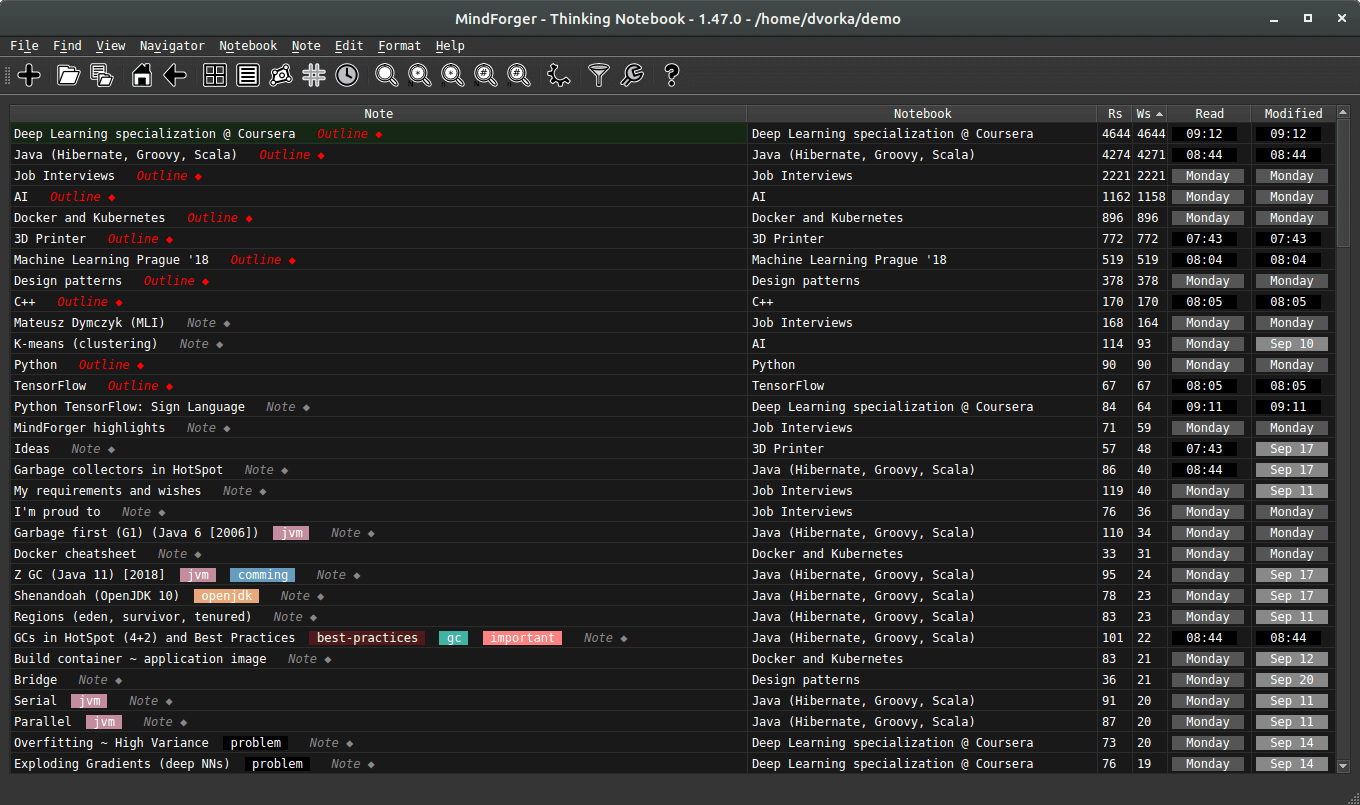 MindForger - Thinking Notebook - 1.47.0 - /home/dvorka/demo
File Find View Navigator Notebook Note Edit Format Help
Note Notebook Rs Ws Read Modified
Deep Learning specialization @ Coursera Outline Deep Learning specialization @ Coursera 4644 4644 09:12 09:12
Java (Hibernate, Groovy, Scala) Outline Java (Hibernate, Groovy, Scala) 4274 4271 08:44 08:44
Job Interviews Outline Job Interviews 2221 2221 Monday Monday
AI Outline AI 1162 1158 Monday Monday
Docker and Kubernetes Outline Docker and Kubernetes 896 896 Monday Monday
3D Printer Outline 3D Printer 772 772 07:43 07:43
Machine Learning Prague '18 Outline Machine Learning Prague '18 519 519 08:04 08:04
Design patterns Outline Design patterns 378 378 Monday Monday
C++ Outline C++ 170 170 08:05 08:05
Mateusz Dymczyk (MLI) Note Job Interviews 168 164 Monday Monday
K-means (clustering) Note AI 114 93 Monday Sep 10
Python Outline Python 90 90 Monday Monday
TensorFlow Outline TensorFlow 67 67 08:05 08:05
Python TensorFlow: Sign Language Note Deep Learning specialization @ Coursera 84 64 09:11 09:11
MindForger highlights Note Job Interviews 71 59 Monday Monday
Ideas Note 3D Printer 57 48 07:43 Sep 17
Garbage collectors in HotSpot Note Java (Hibernate, Groovy, Scala) 86 40 08:44 Sep 17
My requirements and wishes Note Job Interviews 119 40 Monday Sep 11
I'm proud to Note Job Interviews 76 36 Monday Monday
Garbage first (G1) (Java 6 [2006]) jvm Note Java (Hibernate, Groovy, Scala) 110 34 Monday Monday
Docker cheatsheet Note Docker and Kubernetes 33 31 Monday Monday
Z GC (Java 11) [2018] jvm comming Note Java (Hibernate, Groovy, Scala) 95 24 Monday Sep 17
Shenandoah (OpenJDK 10) openjdk Note Java (Hibernate, Groovy, Scala) 78 23 Monday Sep 17
Regions (eden, survivor, tenured) Note Java (Hibernate, Groovy, Scala) 83 23 Monday Sep 11
GCs in HotSpot (4+2) and Best Practices best-practices gc important Note Java (Hibernate, Groovy, Scala) 101 22 08:44 08:44
Build container ~ application image Note Docker and Kubernetes 83 21 Monday Sep 12
Bridge Note Design patterns 36 21 Monday Sep 20
Serial jvm Note Java (Hibernate, Groovy, Scala) 91 20 Monday Sep 11
Parallel jvm Note Java (Hibernate, Groovy, Scala) 87 20 Monday Sep 11
Overfitting ~ High Variance problem Note Deep Learning specialization @ Coursera 73 20 Monday Sep 14
Exploding Gradients (deep NNs) problem Note Deep Learning specialization @ Coursera 76 19 Monday Sep 14